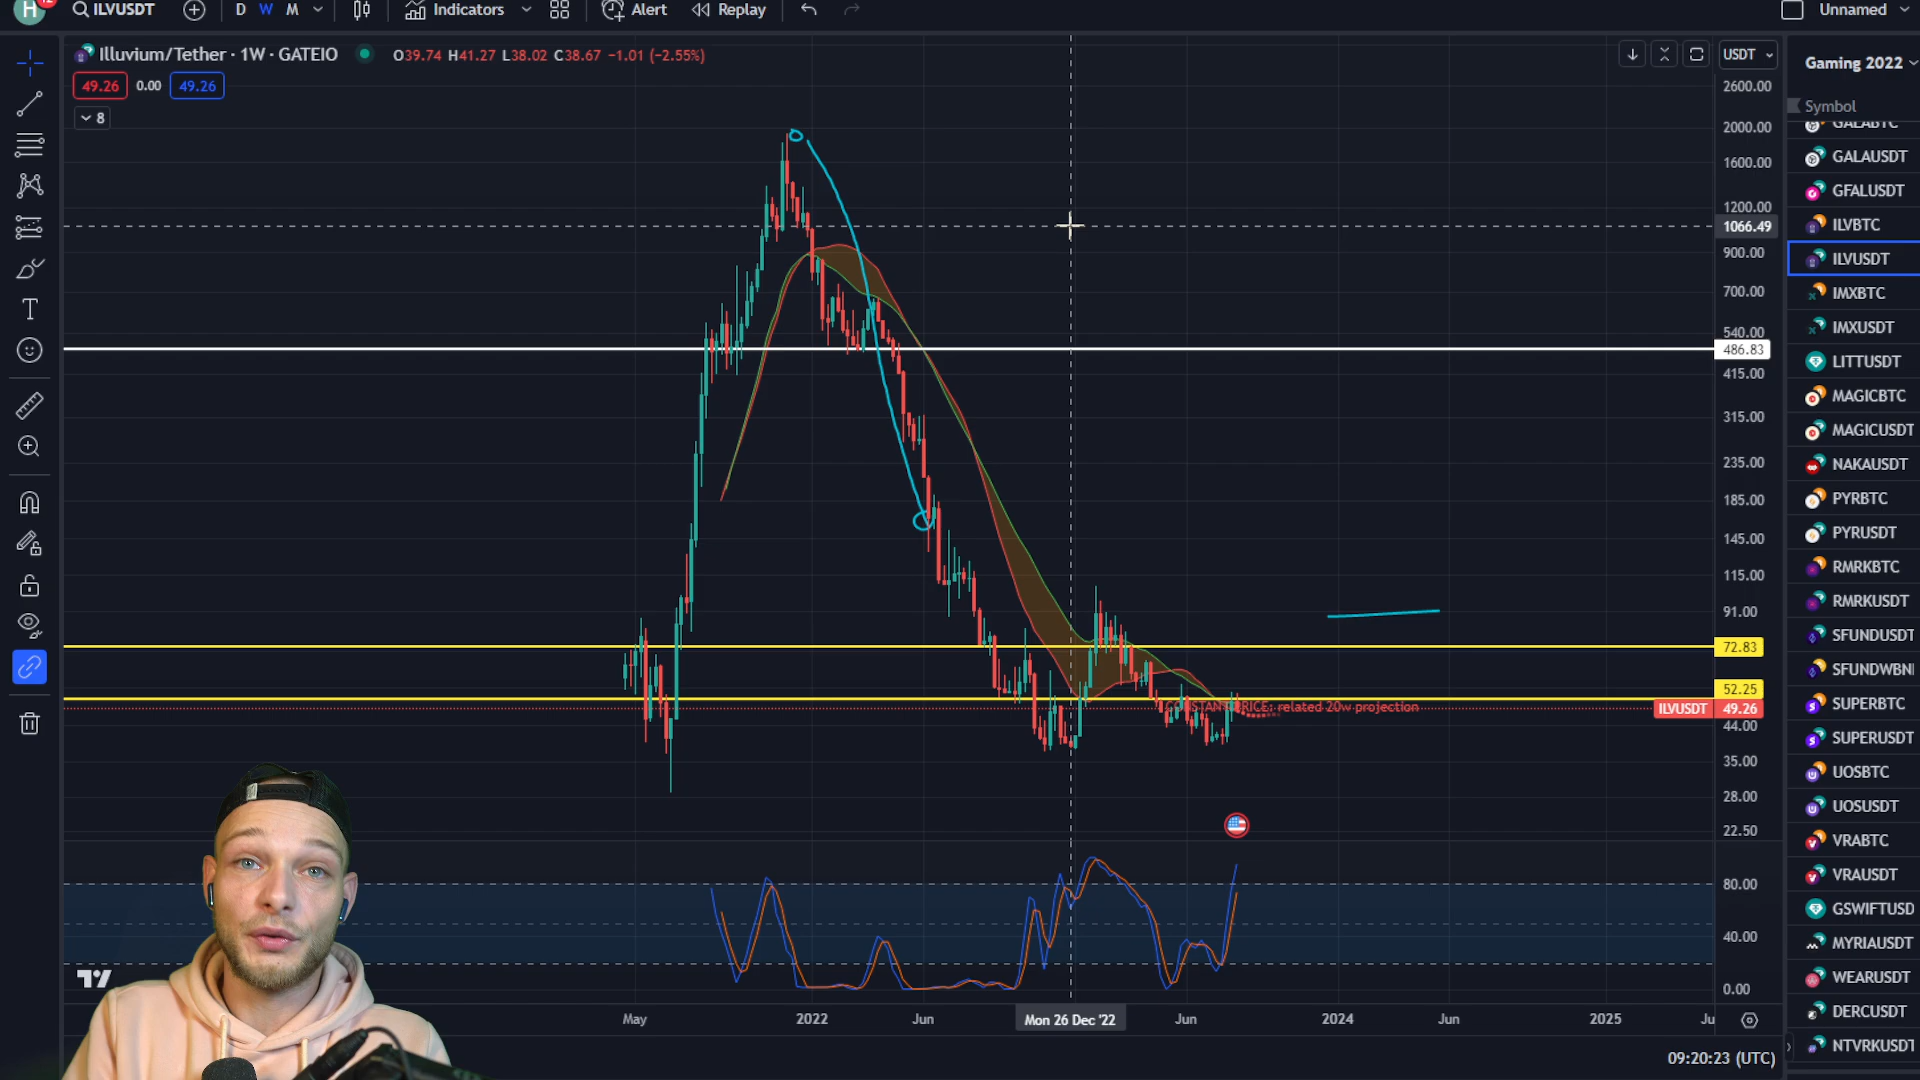 H
ILVUSDT
D W M
Indicators
Alert
Replay
Unnamed
Illuvium/Tether · 1W · GATEIO
O39.74 H41.27 L38.02 C38.67 −1.01 (−2.55%)
USDT
49.26 0.00 49.26
8
2600.00
2000.00
1600.00
1200.00
1066.49
900.00
700.00
540.00
486.83
415.00
315.00
235.00
185.00
145.00
115.00
91.00
72.83
52.25
CONSTANT PRICE: related 20w projection
ILVUSDT 49.26
44.00
35.00
28.00
22.50
80.00
40.00
0.00
May
2022
Jun
Mon 26 Dec '22
Jun
2024
Jun
2025
Ju
09:20:23 (UTC)
Gaming 2022
Symbol
GALABTC
GALAUSDT
GFALUSDT
ILVBTC
ILVUSDT
IMXBTC
IMXUSDT
LITTUSDT
MAGICBTC
MAGICUSDT
NAKAUSDT
PYRBTC
PYRUSDT
RMRKBTC
RMRKUSDT
SFUNDUSDT
SFUNDWBN
SUPERBTC
SUPERUSDT
UOSBTC
UOSUSDT
VRABTC
VRAUSDT
GSWIFTUSD
MYRIAUSDT
WEARUSDT
DERCUSDT
NTVRKUSDT